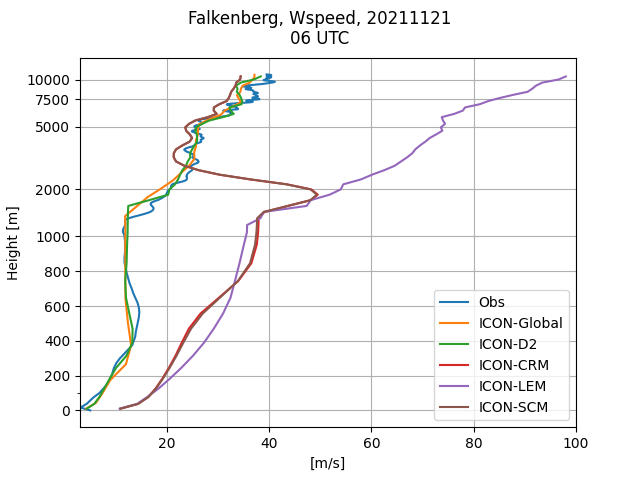 Falkenberg, Wspeed, 20211121
06 UTC
Height [m]
10000
7500
5000
2000
1000
800
600
400
200
0
Obs
ICON-Global
ICON-D2
ICON-CRM
ICON-LEM
ICON-SCM
20
40
60
80
100
[m/s]